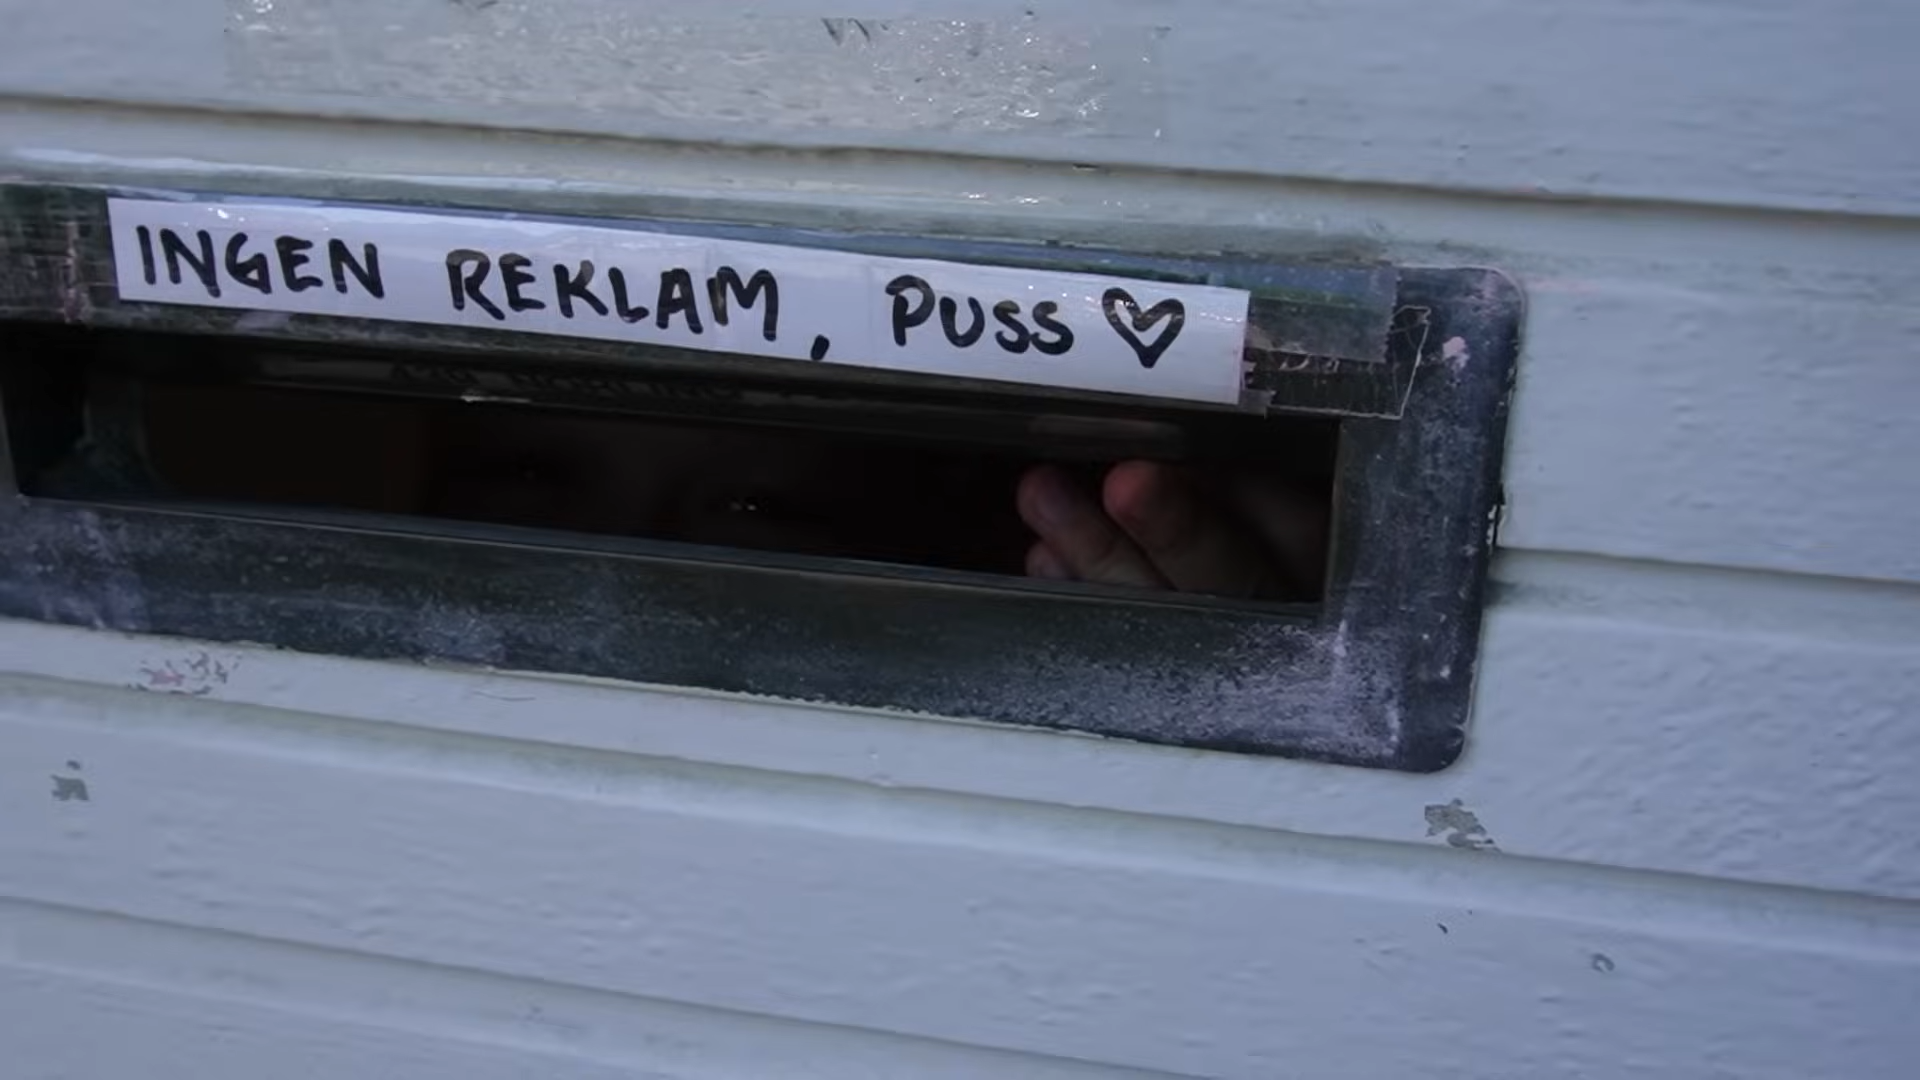 INGEN REKLAM, PUSS ♡